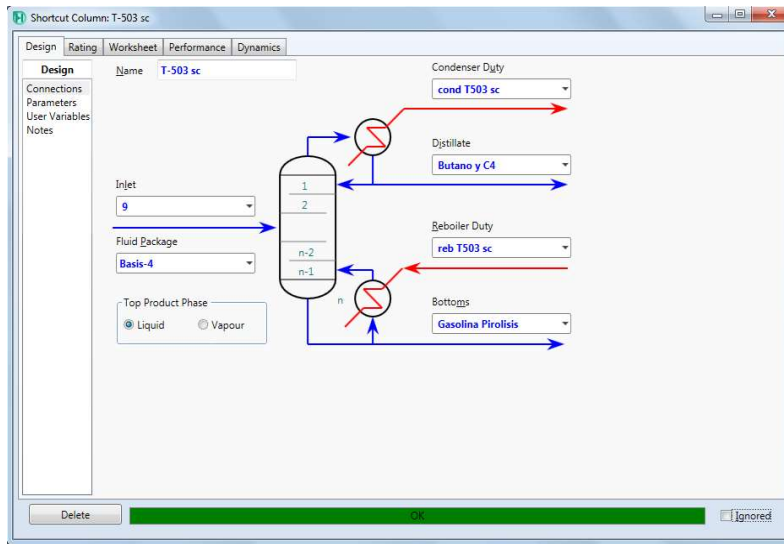 Shortcut Column: T-503 sc
Design Rating Worksheet Performance Dynamics
Design
Connections
Parameters
User Variables
Notes
Name T-503 sc
Condenser Duty
cond T503 sc
Distillate
Butano y C4
Inlet
9
Fluid Package
Basis-4
Top Product Phase
Liquid Vapour
1
2
n-2
n-1
n
Reboiler Duty
reb T503 sc
Bottoms
Gasolina Pirolisis
Delete
OK
Ignored